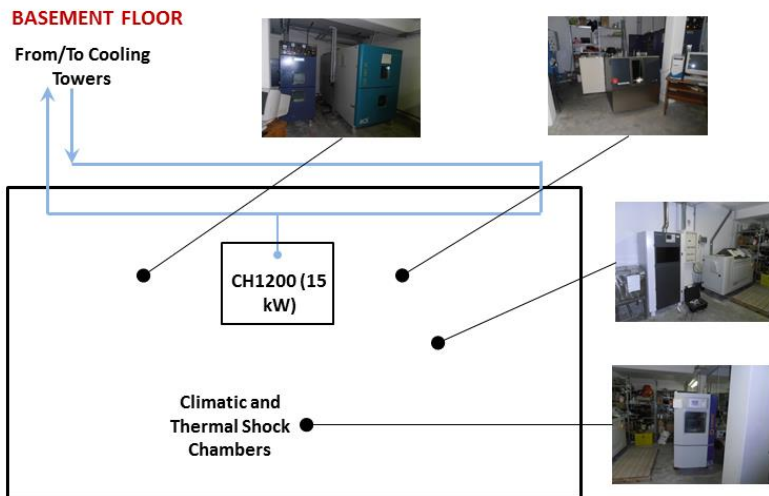 BASEMENT FLOOR
From/To Cooling
Towers
CH1200 (15
kW)
Climatic and
Thermal Shock
Chambers